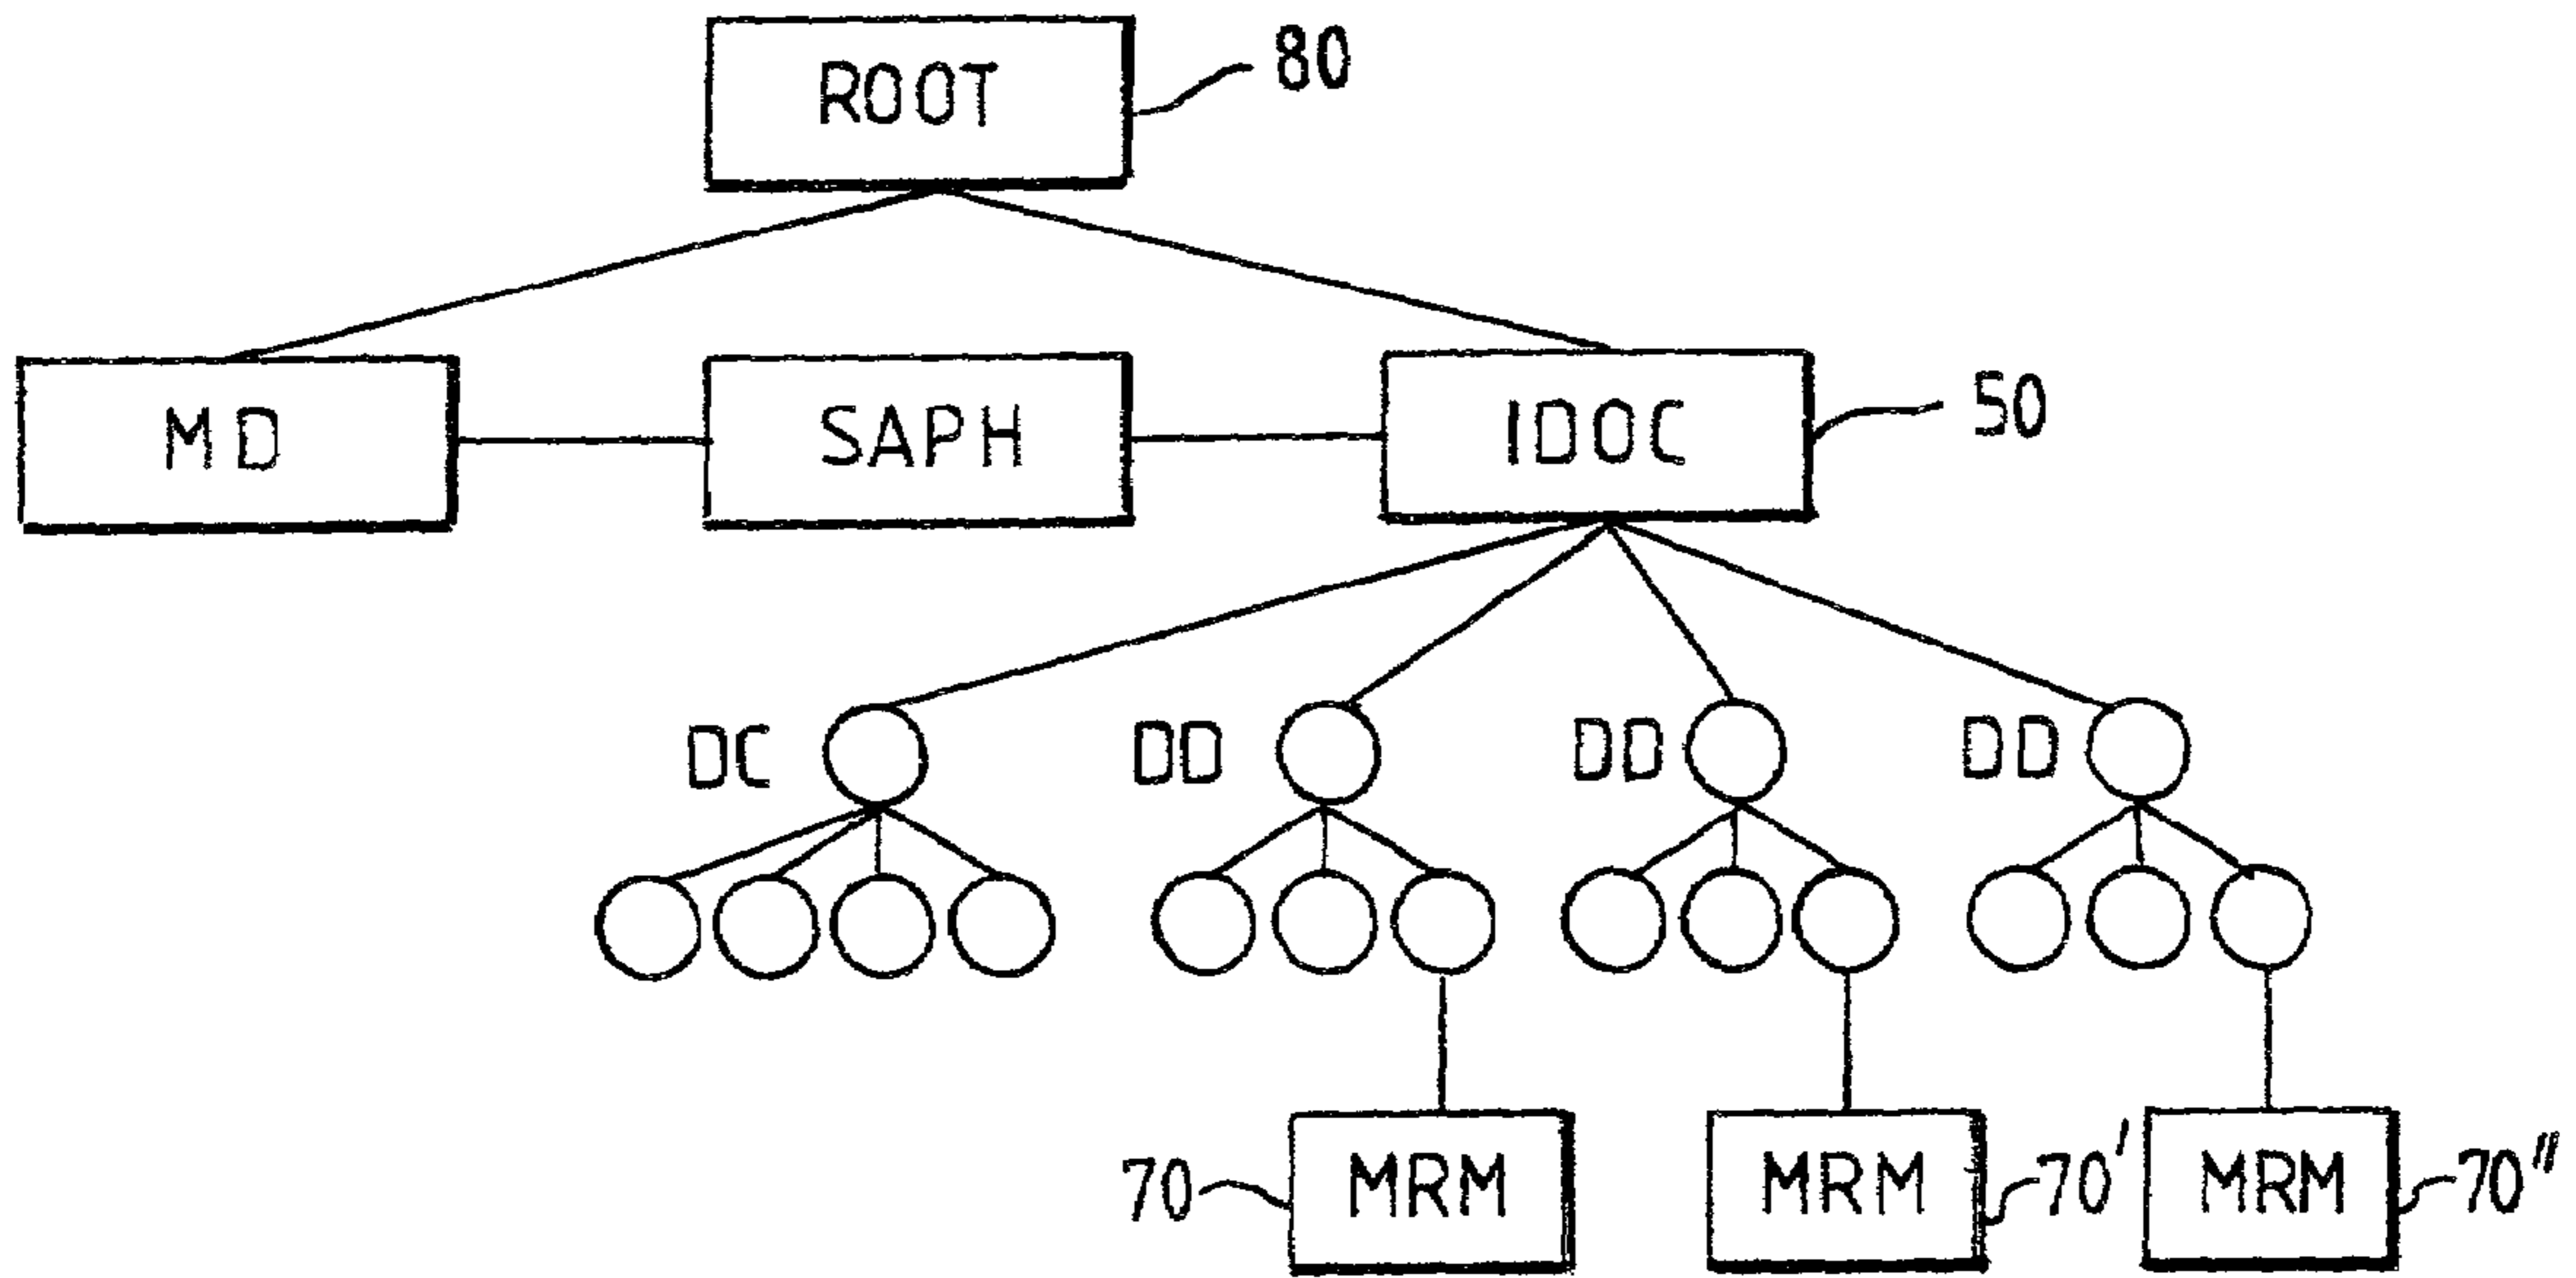 ROOT 80
MD SAPH IDOC 50
DC DD DD DD
70 MRM MRM 70' MRM 70"